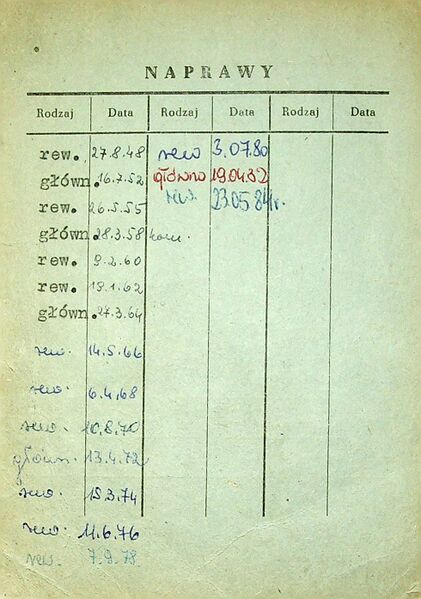 NAPRAWY
Rodzaj Data Rodzaj Data Rodzaj Data
rew. 27.8.48 rew 3.07.80
główn. 16.7.52 główna 19.04.82
rew. 26.5.55 rew. 23.05.84r.
główn. 28.3.58
rew. 9.2.60
rew. 19.1.62
główn. 27.3.64
rew. 14.5.66
rew. 6.4.68
rew. 10.8.70
główn. 13.4.72
rew. 15.3.74
rew. 11.6.76
rew. 7.9.78.